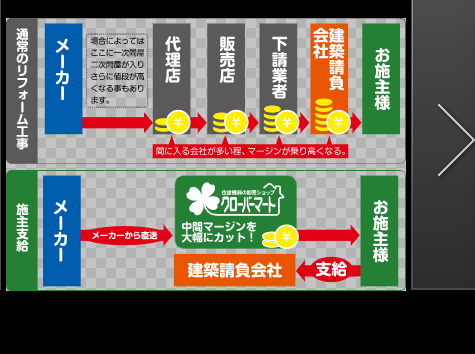 通常のリフォーム工事
メーカー
場合によっては
ここに一次問屋
二次問屋が入り
さらに値段が高
くなる事もあり
ます。
代理店
販売店
下請業者
建築請負
会社
お施主様
¥
¥
¥
¥
間に入る会社が多い程、マージンが乗り高くなる。
施主支給
メーカー
メーカーから直送
住設機器の販売ショップ
クローバーマート
中間マージンを
大幅にカット！
¥
建築請負会社
支給
お施主様